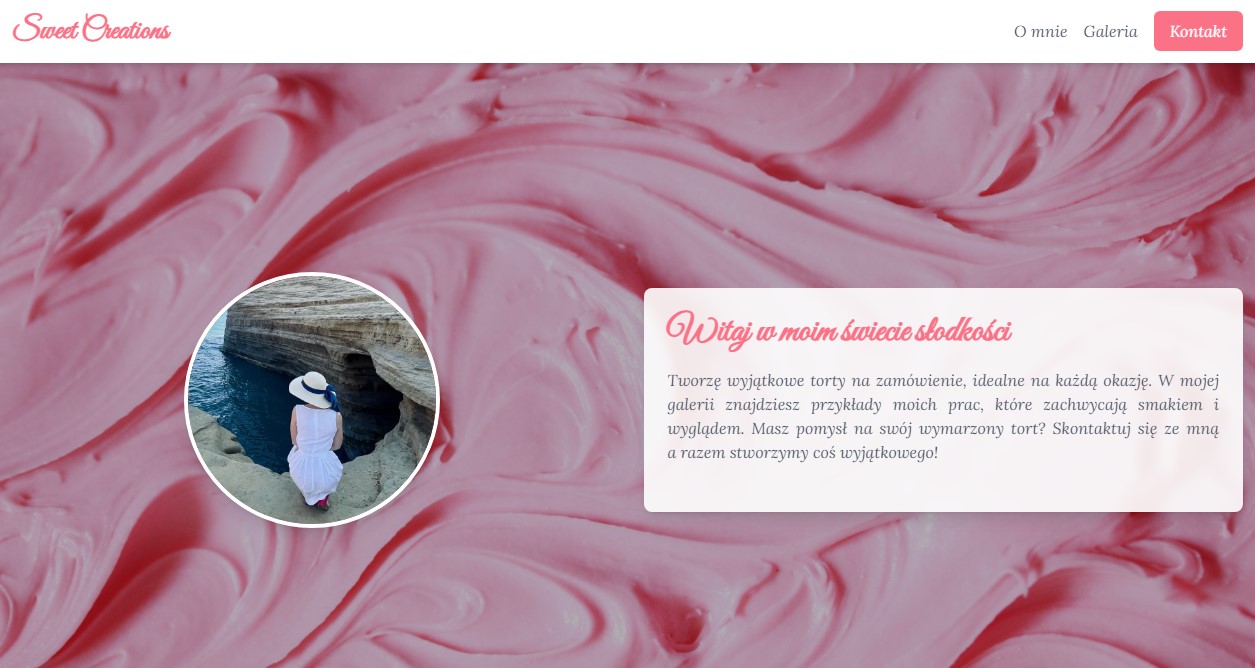 Sweet Creations
O mnie Galeria Kontakt
Witaj w moim świecie słodkości
Tworzę wyjątkowe torty na zamówienie, idealne na każdą okazję. W mojej
galerii znajdziesz przykłady moich prac, które zachwycają smakiem i
wyglądem. Masz pomysł na swój wymarzony tort? Skontaktuj się ze mną
a razem stworzymy coś wyjątkowego!